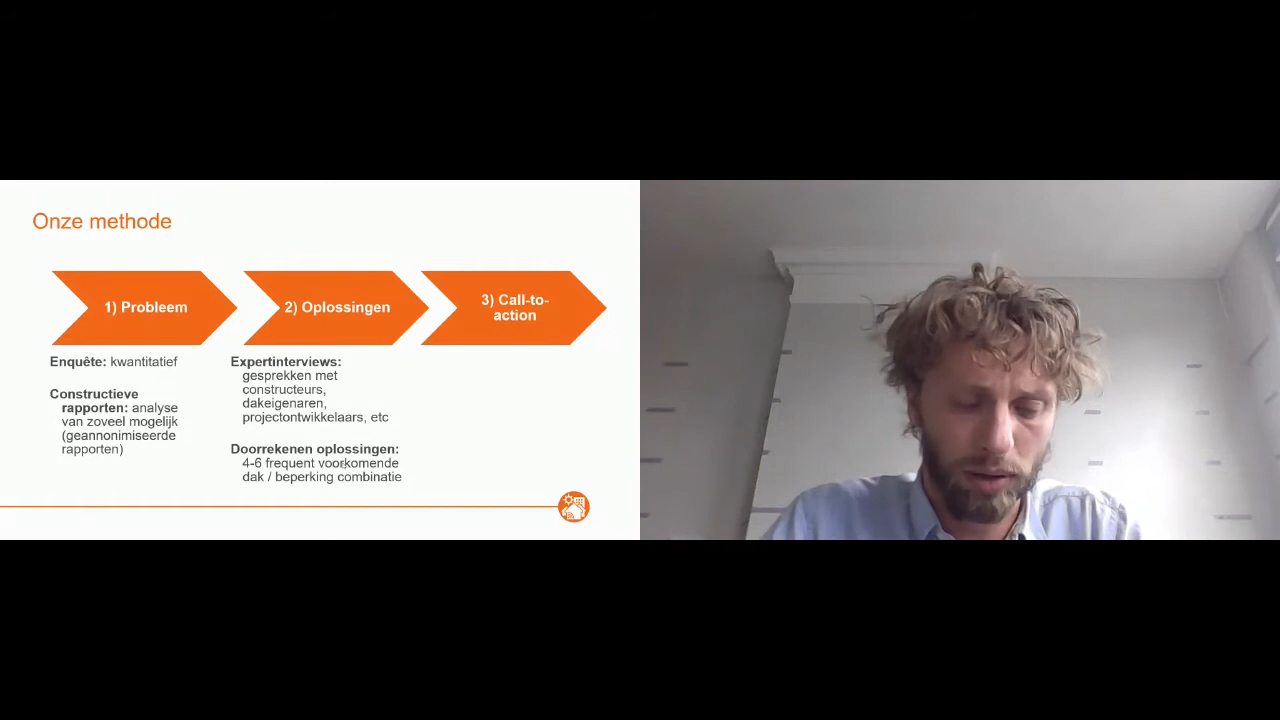 Onze methode
1) Probleem
2) Oplossingen
3) Call-to-
action
Enquête: kwantitatief
Constructieve
rapporten: analyse
van zoveel mogelijk
(geannonimiseerde
rapporten)
Expertinterviews:
gesprekken met
constructeurs,
dakeigenaren,
projectontwikkelaars, etc
Doorrekenen oplossingen:
4-6 frequent voorkomende
dak / beperking combinatie